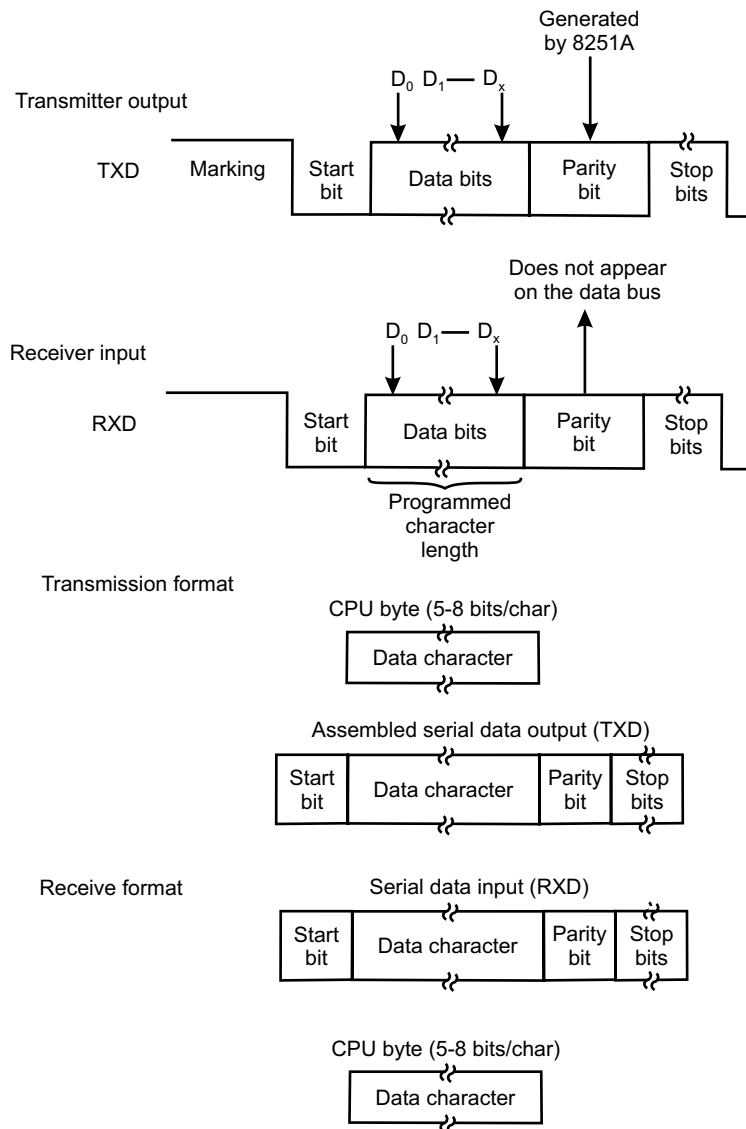 Generated
by 8251A
D0 D1 — Dx
Transmitter output
TXD
Marking
Start
bit
Data bits
Parity
bit
Stop
bits
Does not appear
on the data bus
D0 D1 — Dx
Receiver input
RXD
Start
bit
Data bits
Parity
bit
Stop
bits
Programmed
character
length
Transmission format
CPU byte (5-8 bits/char)
Data character
Assembled serial data output (TXD)
Start
bit
Data character
Parity
bit
Stop
bits
Receive format
Serial data input (RXD)
Start
bit
Data character
Parity
bit
Stop
bits
CPU byte (5-8 bits/char)
Data character